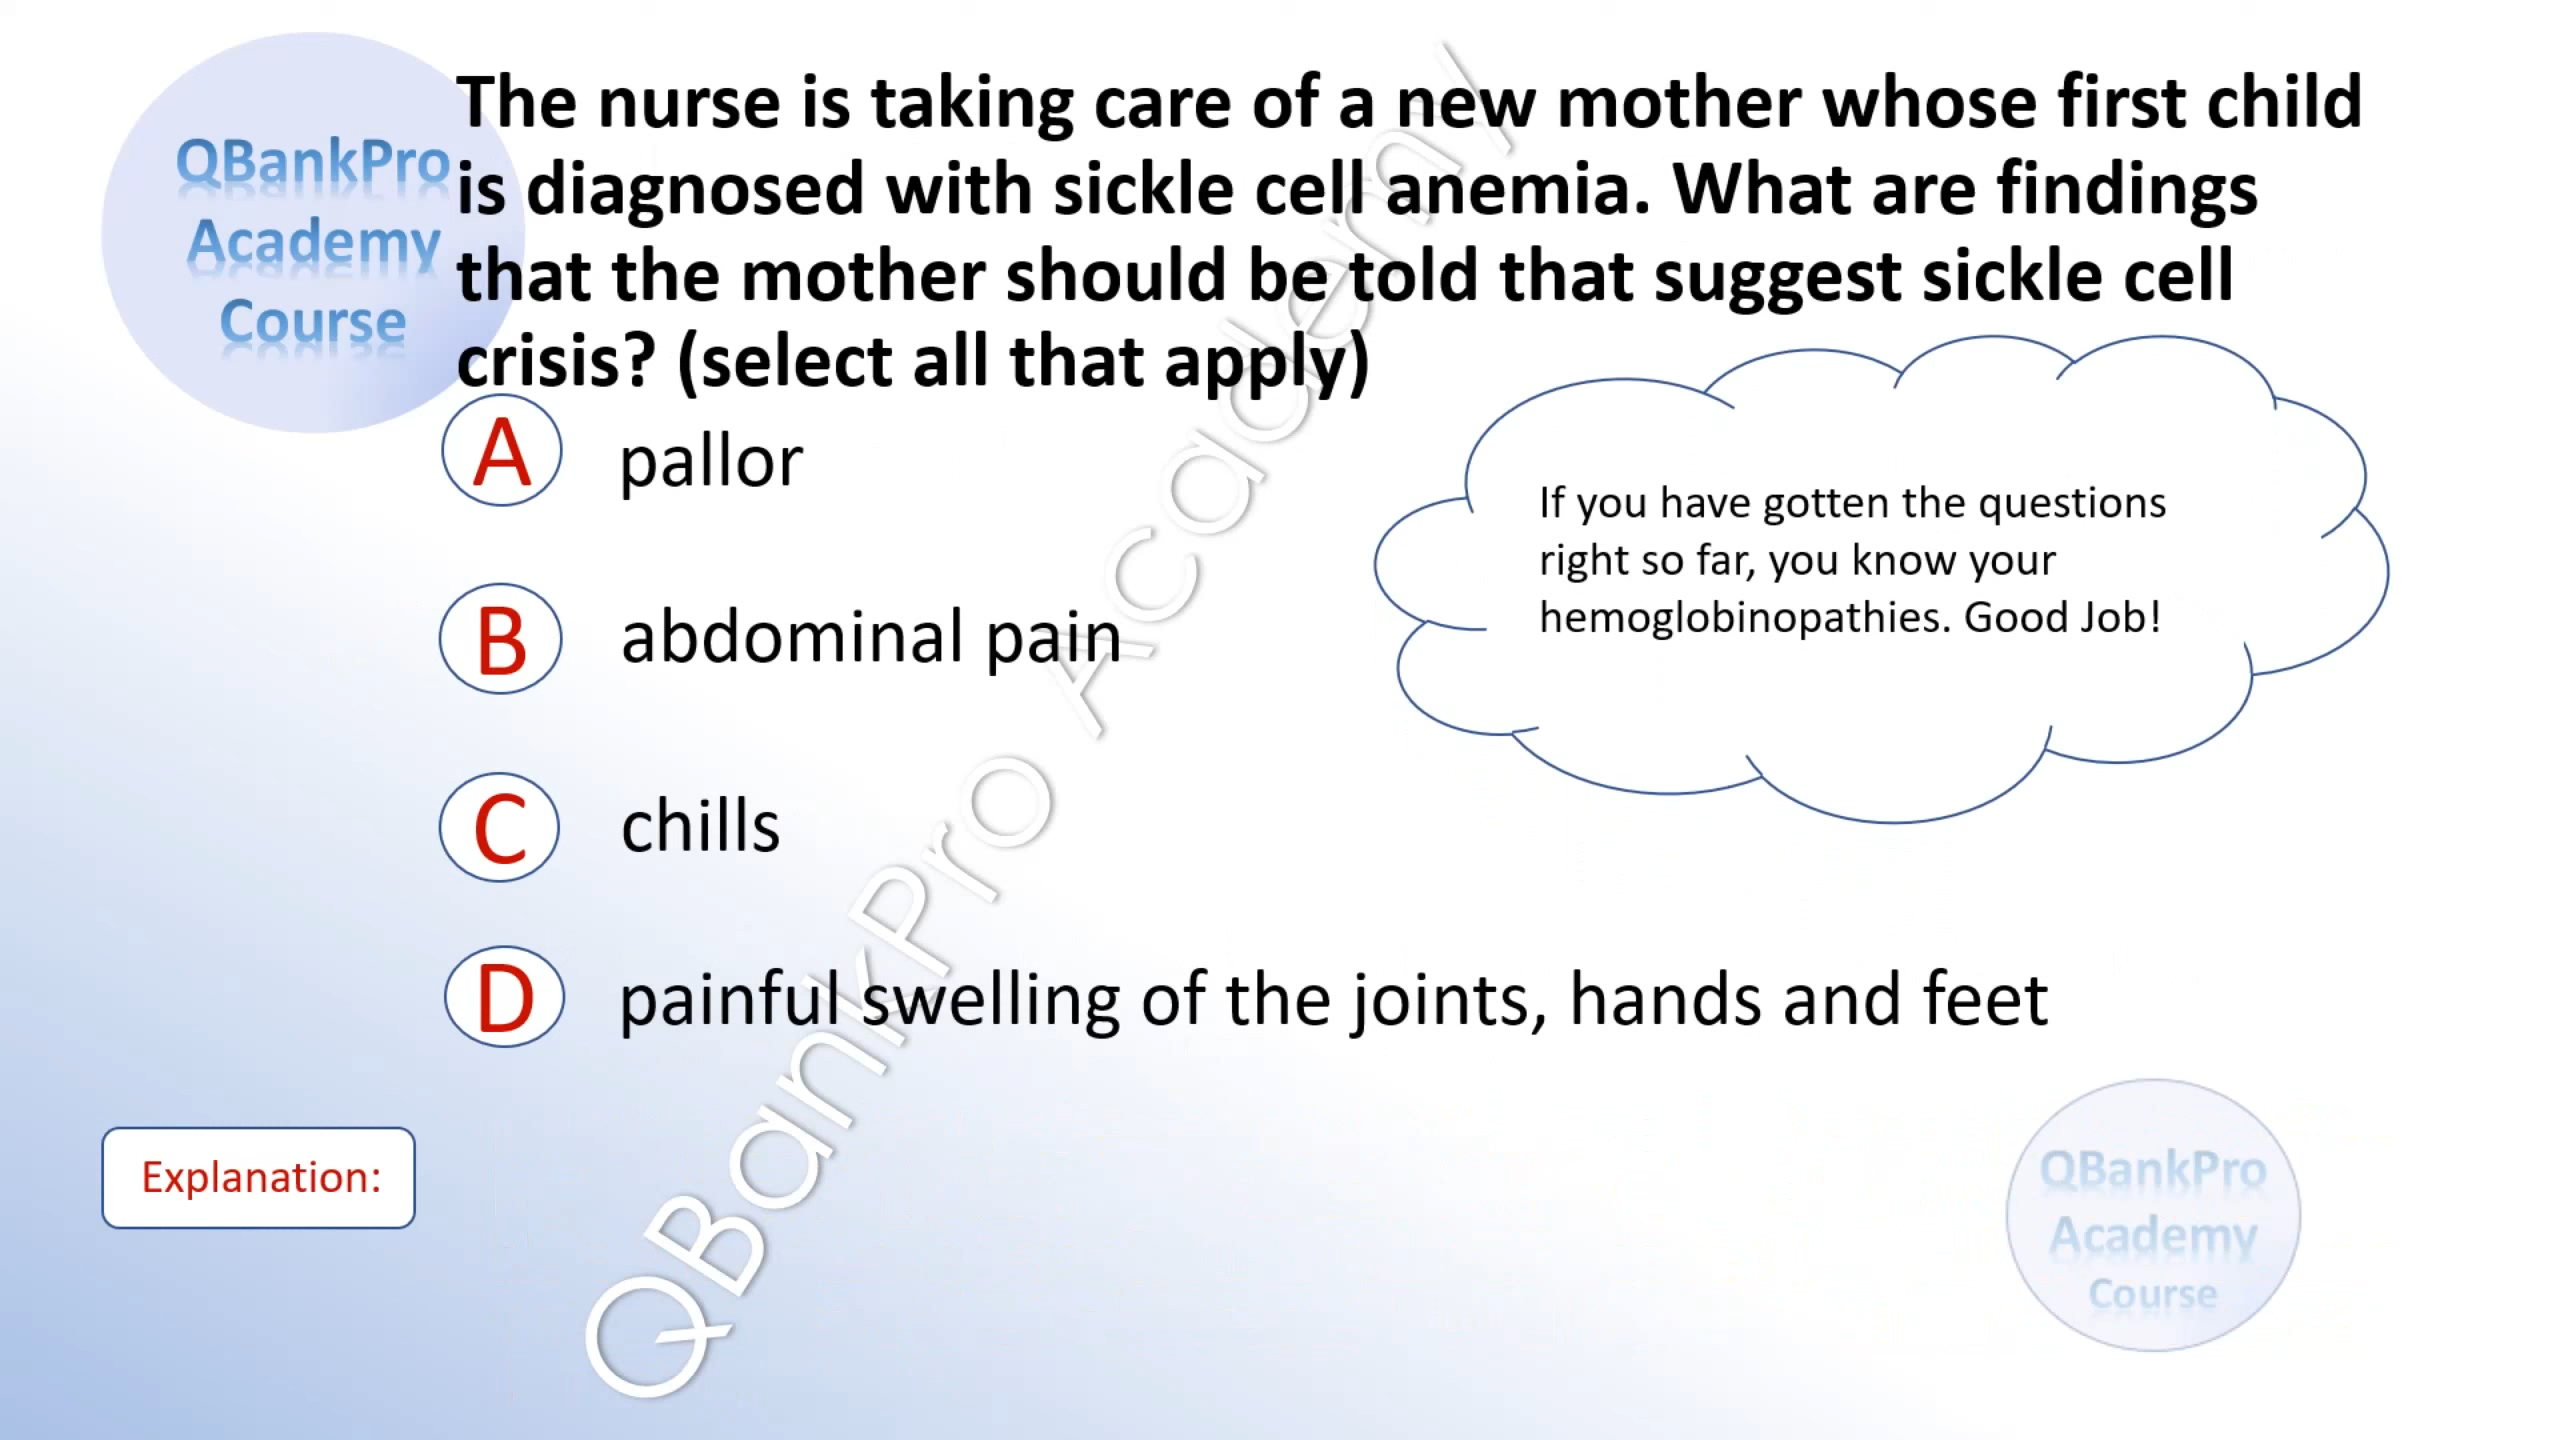 QBankPro
Academy
Course
The nurse is taking care of a new mother whose first child
is diagnosed with sickle cell anemia. What are findings
that the mother should be told that suggest sickle cell
crisis? (select all that apply)
A pallor
B abdominal pain
C chills
D painful swelling of the joints, hands and feet
If you have gotten the questions
right so far, you know your
hemoglobinopathies. Good Job!
Explanation:
QBankPro Academy
QBankPro
Academy
Course